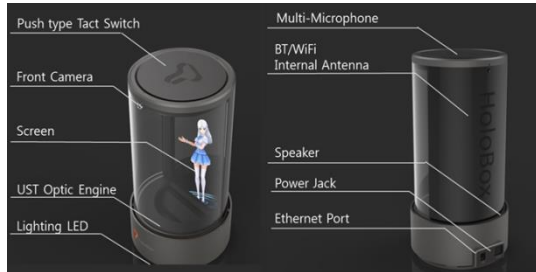 Push type Tact Switch
Front Camera
Screen
UST Optic Engine
Lighting LED
Multi-Microphone
BT/WiFi
Internal Antenna
HoloBox
Speaker
Power Jack
Ethernet Port